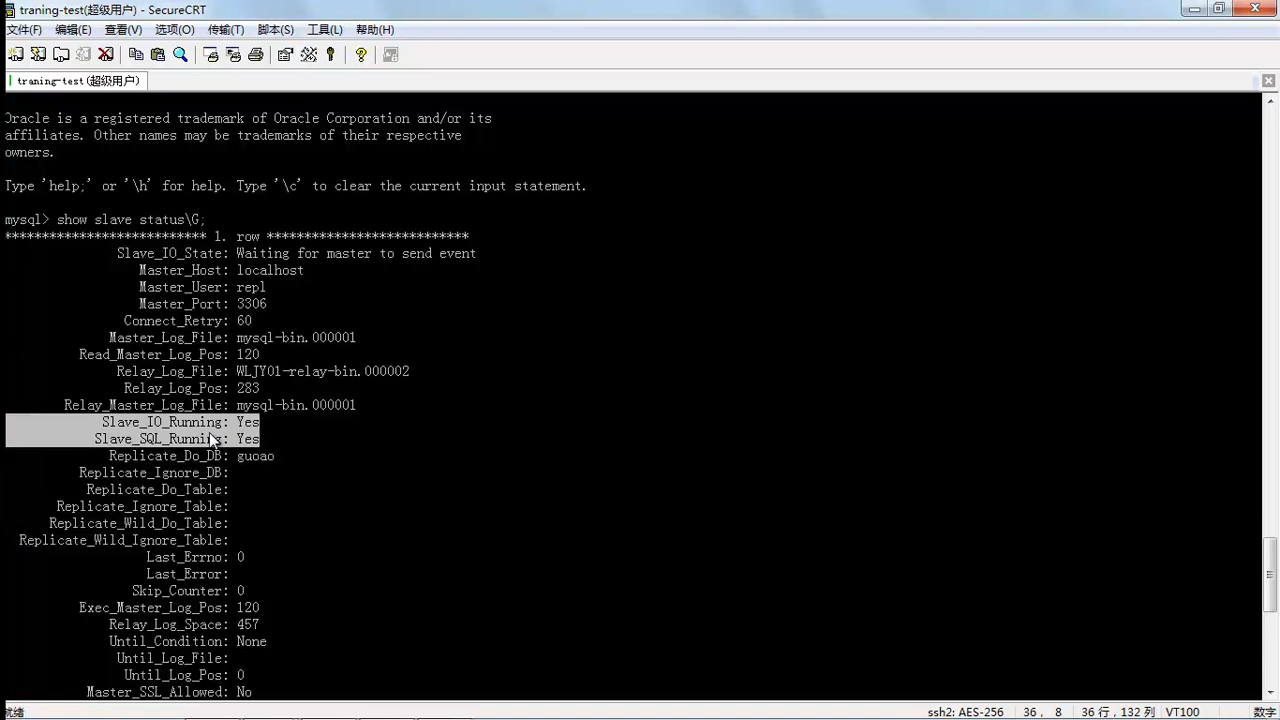 traning-test(超级用户) - SecureCRT
文件(F) 编辑(E) 查看(V) 选项(O) 传输(T) 脚本(S) 工具(L) 帮助(H)
traning-test(超级用户)
Oracle is a registered trademark of Oracle Corporation and/or its
affiliates. Other names may be trademarks of their respective
owners.
Type 'help;' or '\h' for help. Type '\c' to clear the current input statement.
mysql> show slave status\G;
*************************** 1. row ***************************
Slave_IO_State: Waiting for master to send event
Master_Host: localhost
Master_User: repl
Master_Port: 3306
Connect_Retry: 60
Master_Log_File: mysql-bin.000001
Read_Master_Log_Pos: 120
Relay_Log_File: WLJY01-relay-bin.000002
Relay_Log_Pos: 283
Relay_Master_Log_File: mysql-bin.000001
Slave_IO_Running: Yes
Slave_SQL_Running: Yes
Replicate_Do_DB: guoao
Replicate_Ignore_DB:
Replicate_Do_Table:
Replicate_Ignore_Table:
Replicate_Wild_Do_Table:
Replicate_Wild_Ignore_Table:
Last_Errno: 0
Last_Error:
Skip_Counter: 0
Exec_Master_Log_Pos: 120
Relay_Log_Space: 457
Until_Condition: None
Until_Log_File:
Until_Log_Pos: 0
Master_SSL_Allowed: No
就绪 ssh2: AES-256 36, 8 36 行, 132 列 VT100 数字